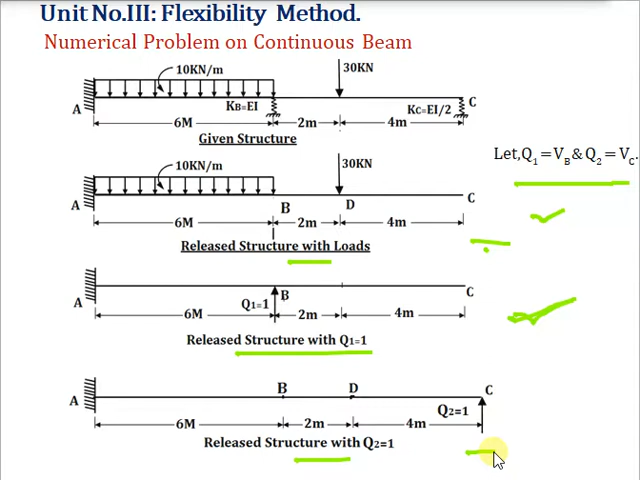 Unit No.III: Flexibility Method.
Numerical Problem on Continuous Beam
10KN/m
30KN
A
KB=EI
KC=EI/2
C
6M
2m
4m
Given Structure
Let,Q1=VB&Q2=VC.
10KN/m
30KN
A
B
D
C
6M
2m
4m
Released Structure with Loads
A
Q1=1
B
C
6M
2m
4m
Released Structure with Q1=1
A
B
D
C
Q2=1
6M
2m
4m
Released Structure with Q2=1